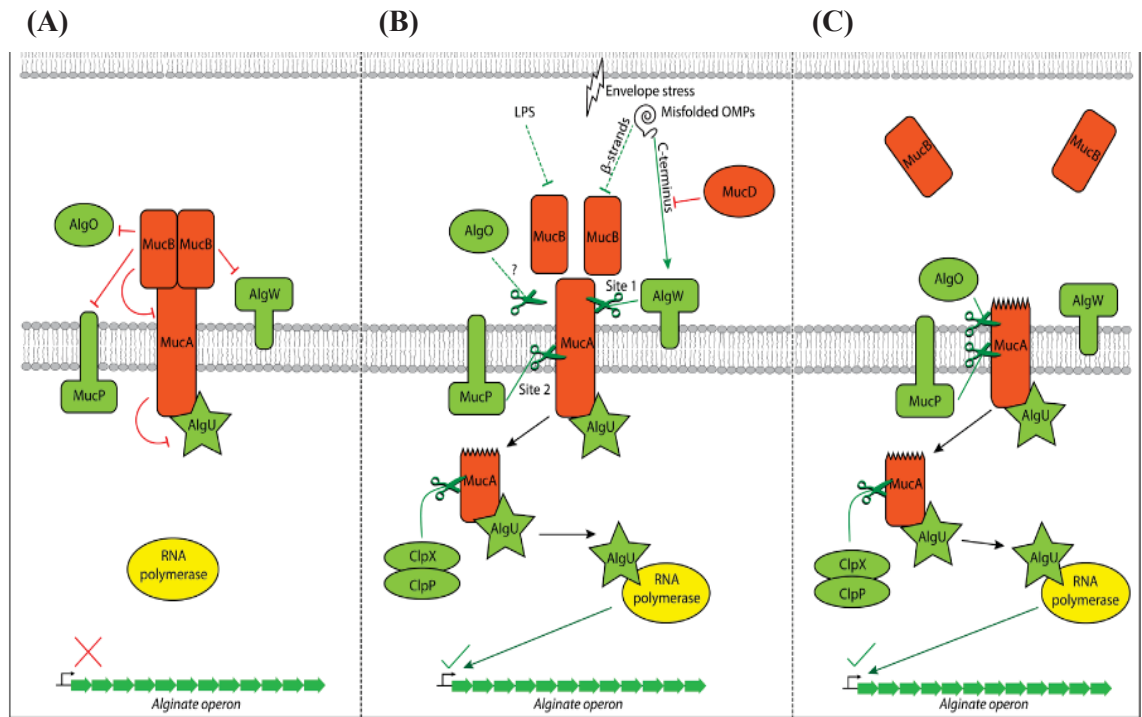 (A)
(B)
(C)
AlgO
MucB
MucB
AlgW
MucA
MucP
AlgU
RNA
polymerase
Alginate operon
Envelope stress
LPS
Misfolded OMPs
β-strands
C-terminus
MucD
AlgO
MucB
MucB
?
Site 1
AlgW
MucA
MucP
Site 2
AlgU
MucA
AlgU
AlgU
ClpX
ClpP
RNA
polymerase
Alginate operon
MucB
MucB
AlgO
AlgW
MucA
MucP
AlgU
MucA
AlgU
AlgU
ClpX
ClpP
RNA
polymerase
Alginate operon